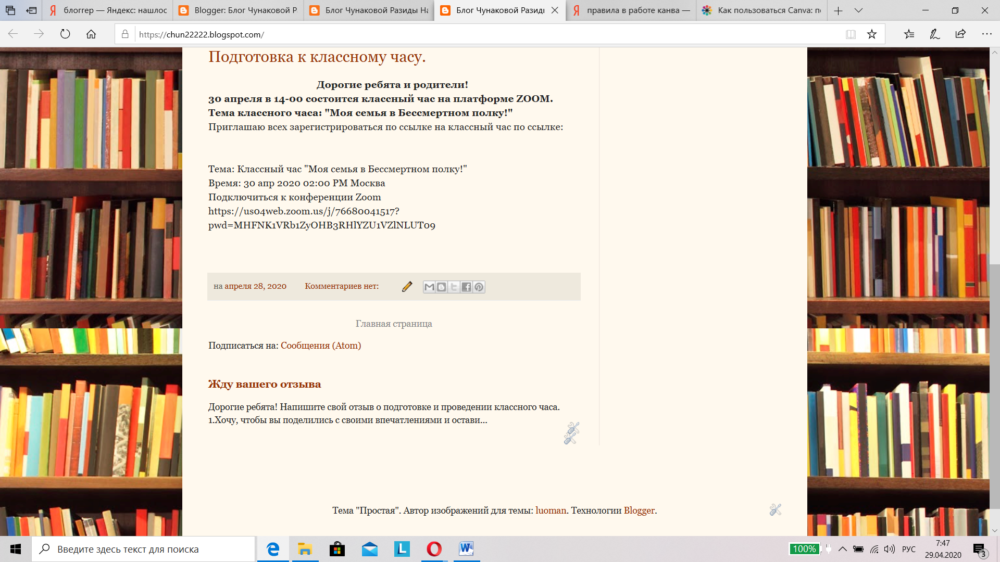 блоггер — Яндекс: нашлос
Blogger: Блог Чунаковой Р
Блог Чунаковой Разиды На
Блог Чунаковой Разиды
правила в работе канва —
Как пользоваться Canva: по
https://chun22222.blogspot.com/
Подготовка к классному часу.
Дорогие ребята и родители!
30 апреля в 14-00 состоится классный час на платформе ZOOM.
Тема классного часа: "Моя семья в Бессмертном полку!"
Приглашаю всех зарегистрироваться по ссылке на классный час по ссылке:
Тема: Классный час "Моя семья в Бессмертном полку!"
Время: 30 апр 2020 02:00 PM Москва
Подключиться к конференции Zoom
https://us04web.zoom.us/j/76680041517?
pwd=MHFNK1VRb1ZyOHB3RHlYZU1VZlNLUT09
на апреля 28, 2020 Комментариев нет:
Главная страница
Подписаться на: Сообщения (Atom)
Жду вашего отзыва
Дорогие ребята! Напишите свой отзыв о подготовке и проведении классного часа.
1.Хочу, чтобы вы поделились с своими впечатлениями и остави...
Тема "Простая". Автор изображений для темы: luoman. Технологии Blogger.
Введите здесь текст для поиска
100%
РУС
7:47
29.04.2020
3